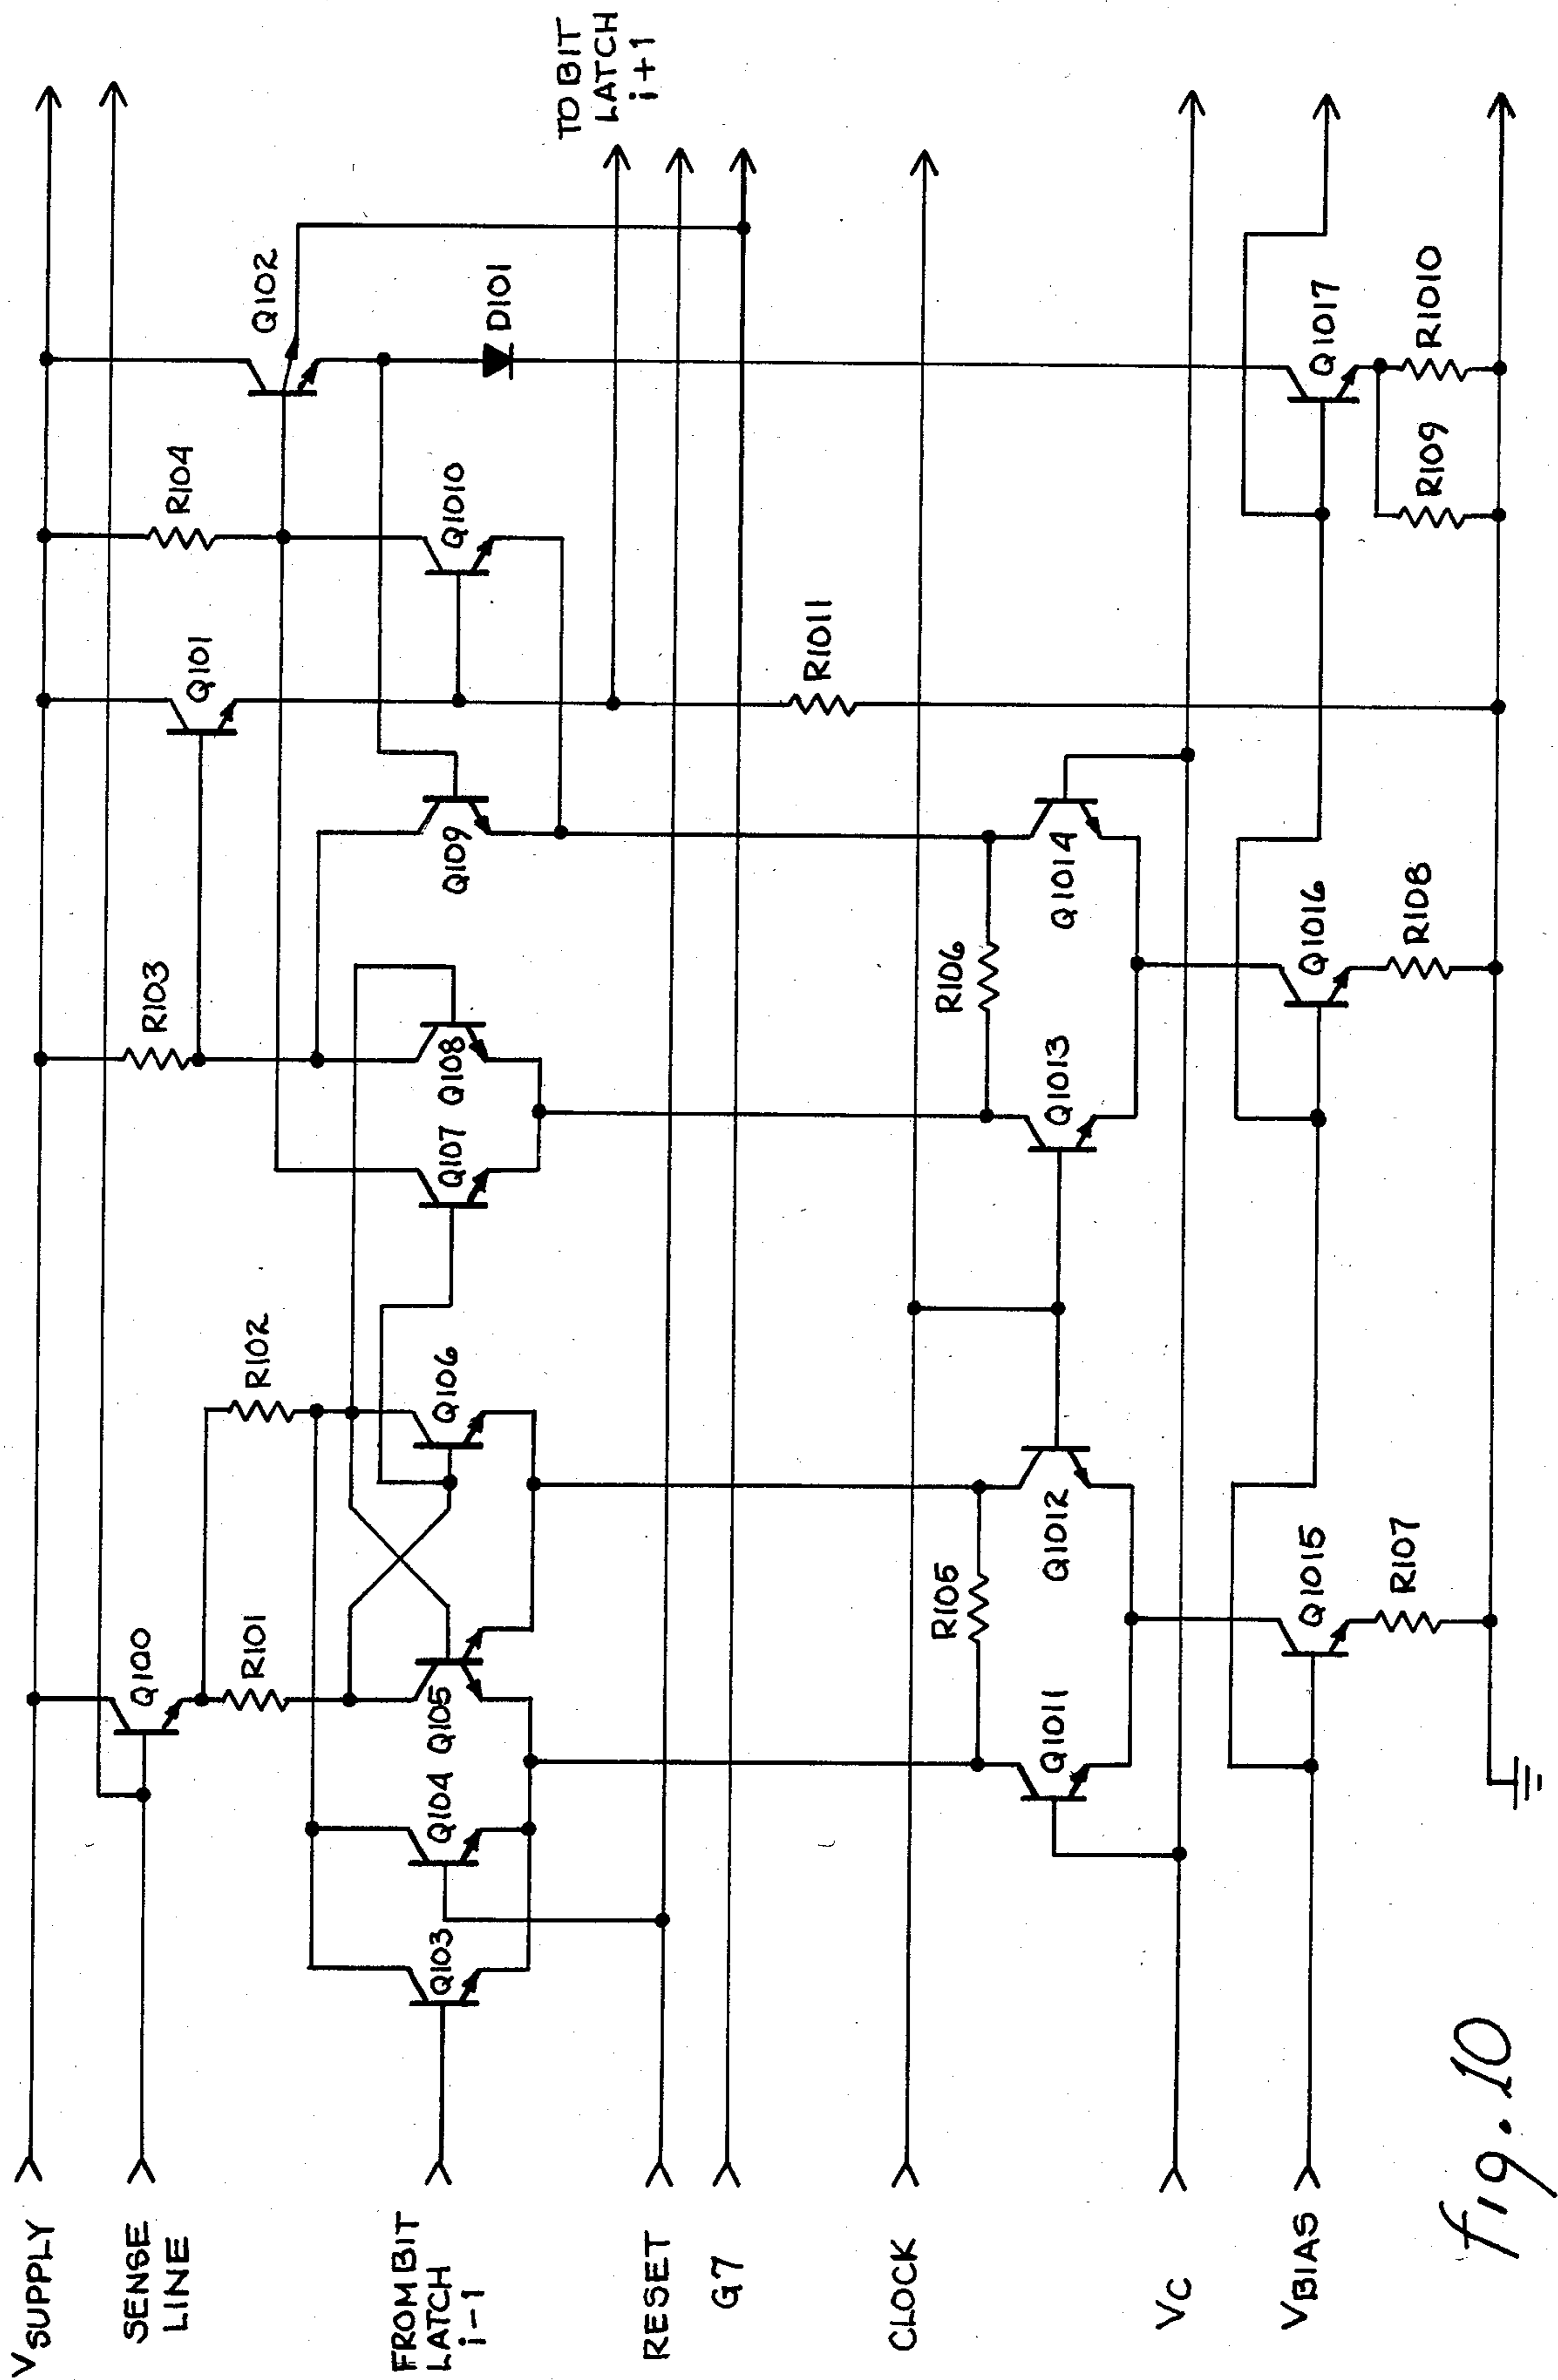 VSUPPLY
SENSE
LINE
FROM BIT
LATCH
i-1
RESET
G7
CLOCK
VC
VBIAS
TO BIT
LATCH
i+1
Q100
R101
R102
R103
Q101
R104
Q102
D101
Q103
Q104
Q105
Q106
Q107
Q108
Q109
Q1010
R1011
R105
R106
Q1011
Q1012
Q1013
Q1014
Q1015
R107
Q1016
R108
Q1017
R109
R1010
fig. 10